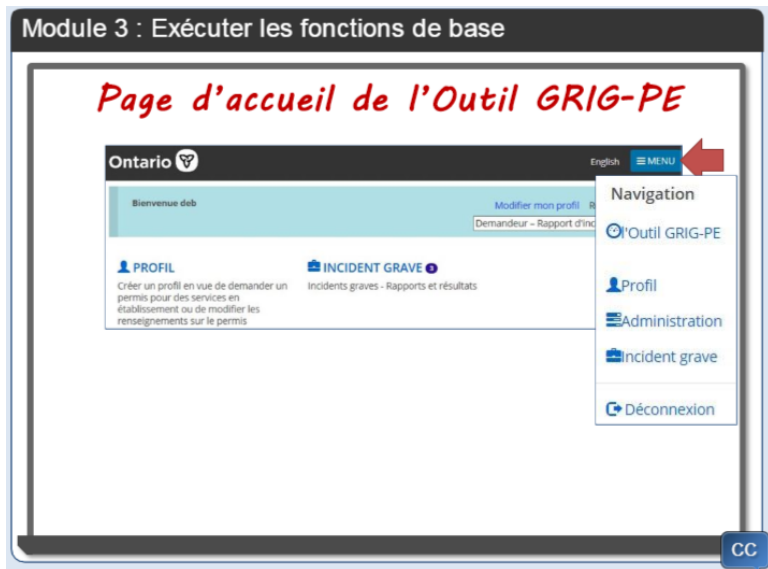 Module 3 : Exécuter les fonctions de base
Page d'accueil de l'Outil GRIG-PE
Ontario
English
MENU
Bienvenue deb
Modifier mon profil
Demandeur – Rapport
Navigation
l'Outil GRIG-PE
Profil
Administration
Incident grave
Déconnexion
PROFIL
Créer un profil en vue de demander un
permis pour des services en
établissement ou de modifier les
renseignements sur le permis
INCIDENT GRAVE 3
Incidents graves - Rapports et résultats
CC